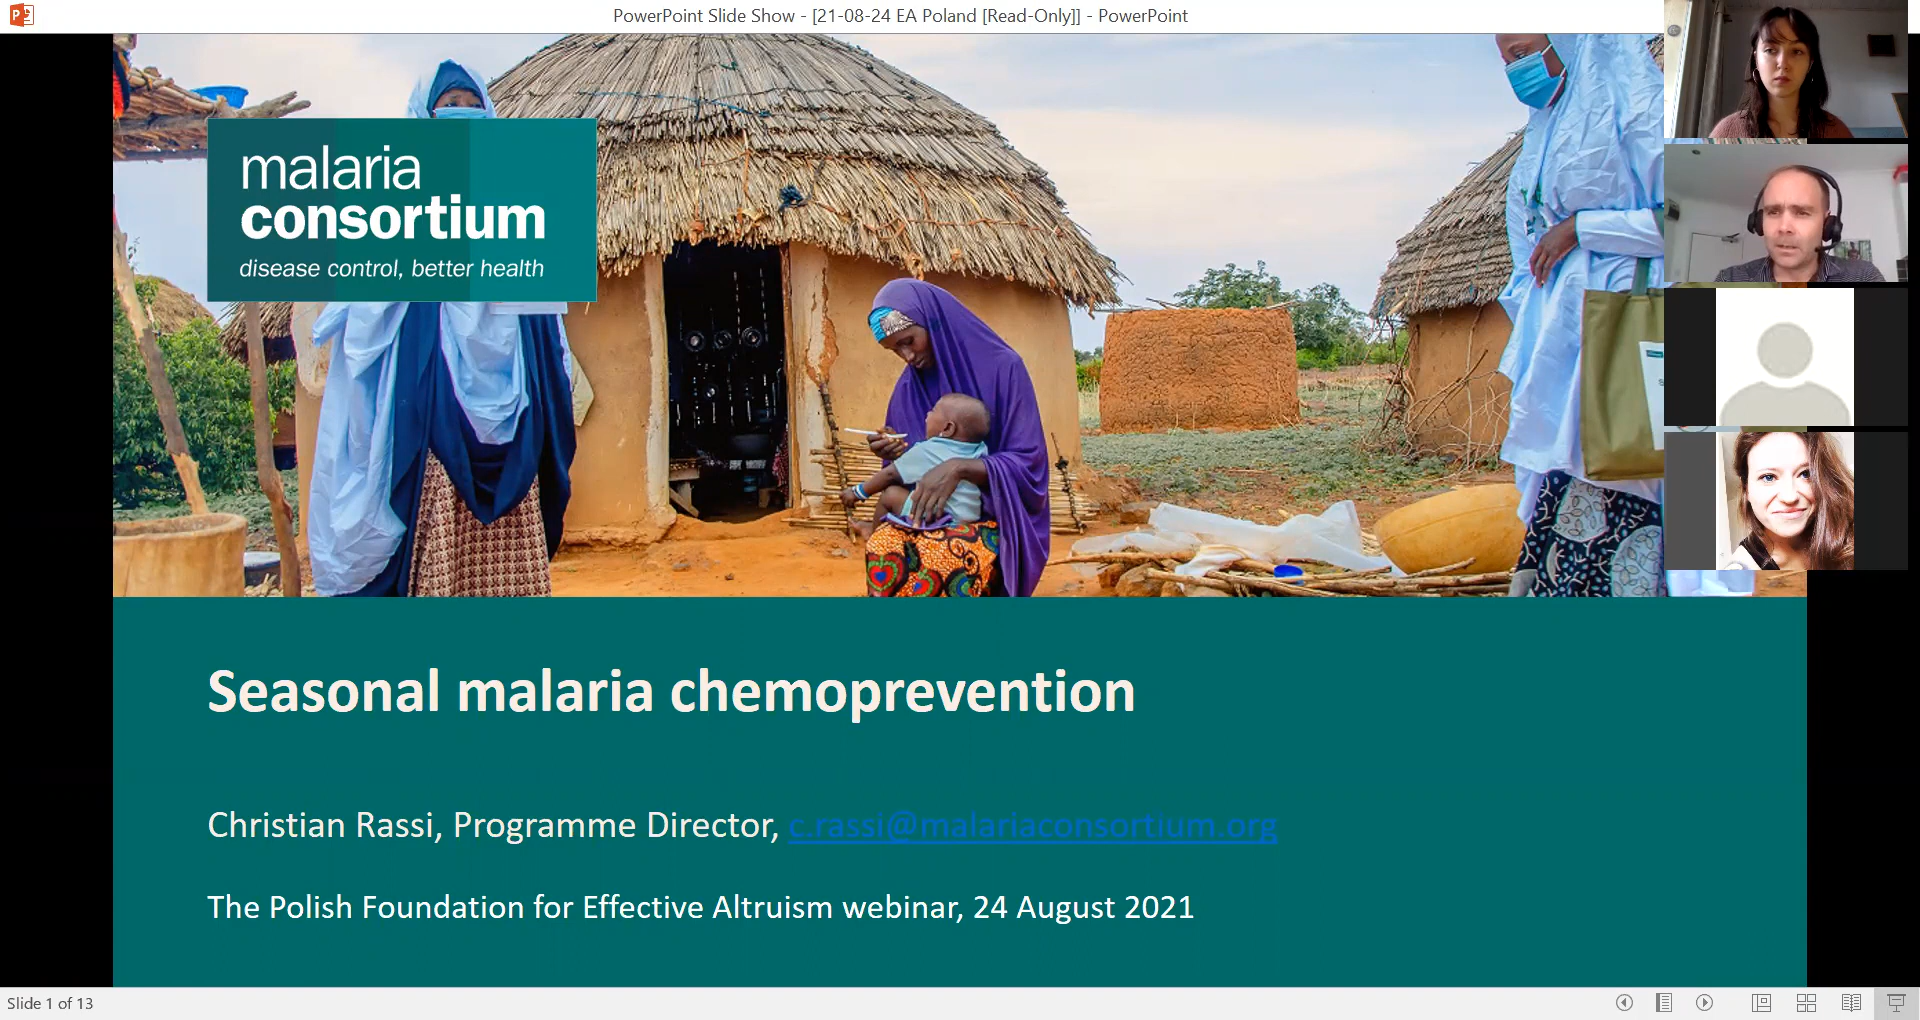 PowerPoint Slide Show - [21-08-24 EA Poland [Read-Only]] - PowerPoint
malaria
consortium
disease control, better health
Seasonal malaria chemoprevention
Christian Rassi, Programme Director, c.rassi@malariaconsortium.org
The Polish Foundation for Effective Altruism webinar, 24 August 2021
Slide 1 of 13